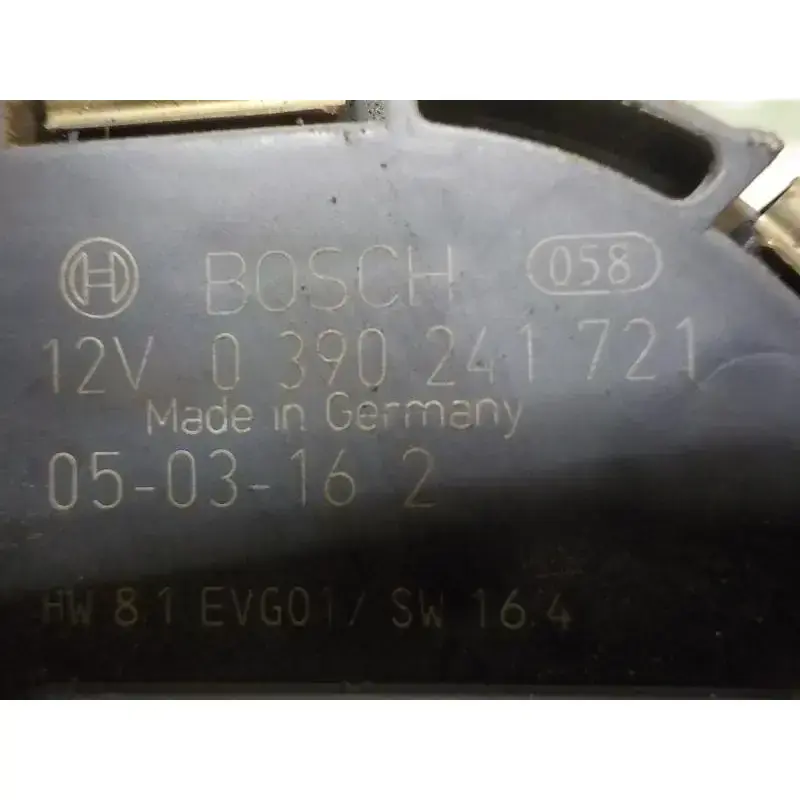 BOSCH 058
12V 0 390 241 721
Made in Germany
05-03-16 2
HW 8.1 EVG01/ SW 16.4